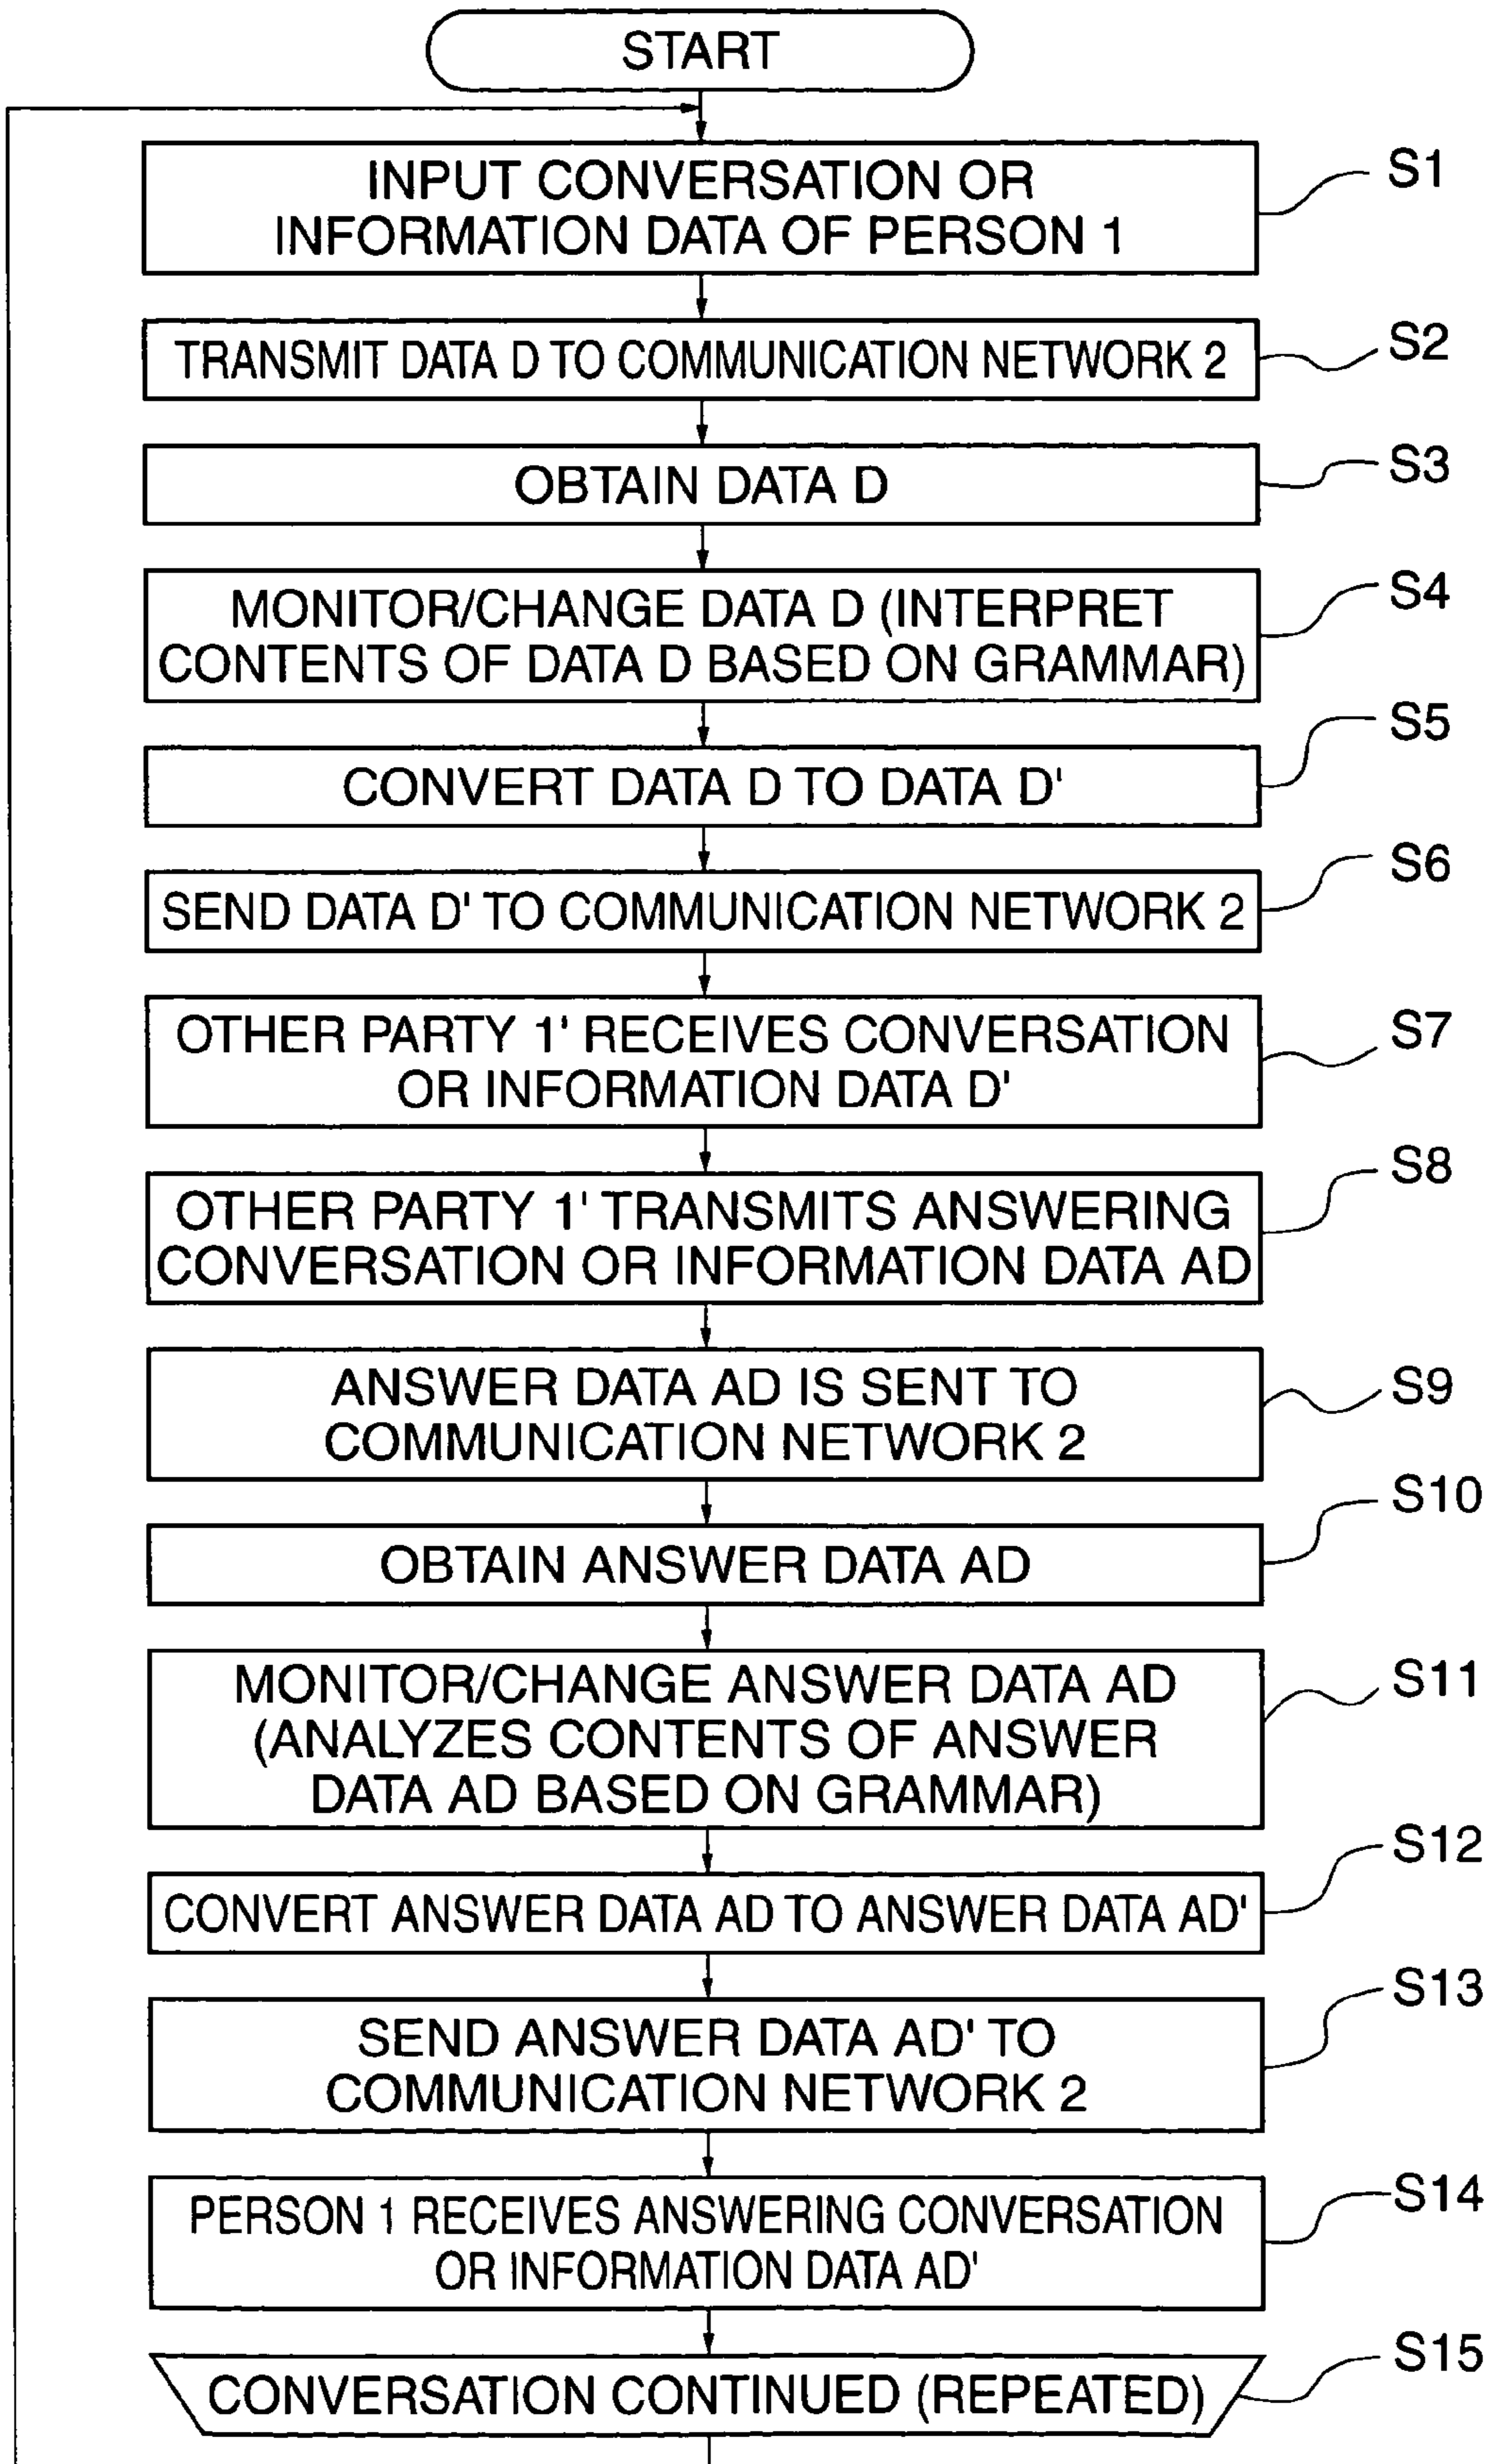 START
INPUT CONVERSATION OR
INFORMATION DATA OF PERSON 1
S1
TRANSMIT DATA D TO COMMUNICATION NETWORK 2
S2
OBTAIN DATA D
S3
MONITOR/CHANGE DATA D (INTERPRET
CONTENTS OF DATA D BASED ON GRAMMAR)
S4
CONVERT DATA D TO DATA D'
S5
SEND DATA D' TO COMMUNICATION NETWORK 2
S6
OTHER PARTY 1' RECEIVES CONVERSATION
OR INFORMATION DATA D'
S7
OTHER PARTY 1' TRANSMITS ANSWERING
CONVERSATION OR INFORMATION DATA AD
S8
ANSWER DATA AD IS SENT TO
COMMUNICATION NETWORK 2
S9
OBTAIN ANSWER DATA AD
S10
MONITOR/CHANGE ANSWER DATA AD
(ANALYZES CONTENTS OF ANSWER
DATA AD BASED ON GRAMMAR)
S11
CONVERT ANSWER DATA AD TO ANSWER DATA AD'
S12
SEND ANSWER DATA AD' TO
COMMUNICATION NETWORK 2
S13
PERSON 1 RECEIVES ANSWERING CONVERSATION
OR INFORMATION DATA AD'
S14
CONVERSATION CONTINUED (REPEATED)
S15